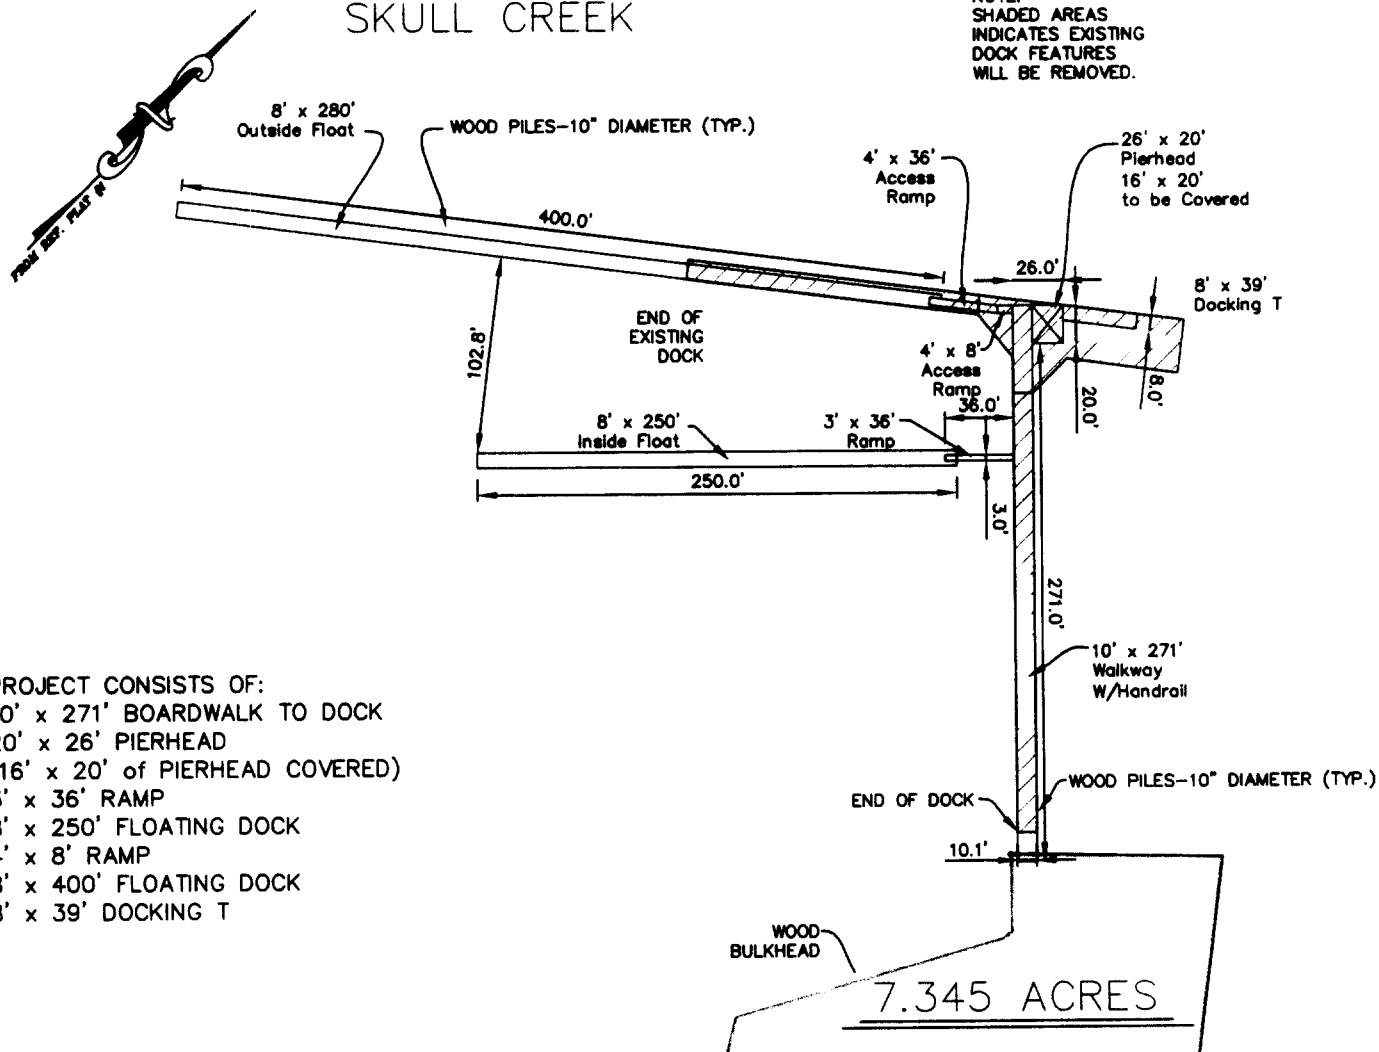 SKULL CREEK
NOTE:
SHADED AREAS
INDICATES EXISTING
DOCK FEATURES
WILL BE REMOVED.
FROM REF. PLAT
8' x 280'
Outside Float
WOOD PILES-10" DIAMETER (TYP.)
4' x 36'
Access
Ramp
26' x 20'
Pierhead
16' x 20'
to be Covered
400.0'
26.0'
8' x 39'
Docking T
END OF
EXISTING
DOCK
102.8'
4' x 8'
Access
Ramp
36.0'
20.0'
8.0'
8' x 250'
Inside Float
3' x 36'
Ramp
250.0'
3.0'
271.0'
10' x 271'
Walkway
W/Handrail
PROJECT CONSISTS OF:
0' x 271' BOARDWALK TO DOCK
20' x 26' PIERHEAD
16' x 20' of PIERHEAD COVERED)
' x 36' RAMP
8' x 250' FLOATING DOCK
' x 8' RAMP
8' x 400' FLOATING DOCK
8' x 39' DOCKING T
END OF DOCK
WOOD PILES-10" DIAMETER (TYP.)
10.1'
WOOD
BULKHEAD
7.345 ACRES